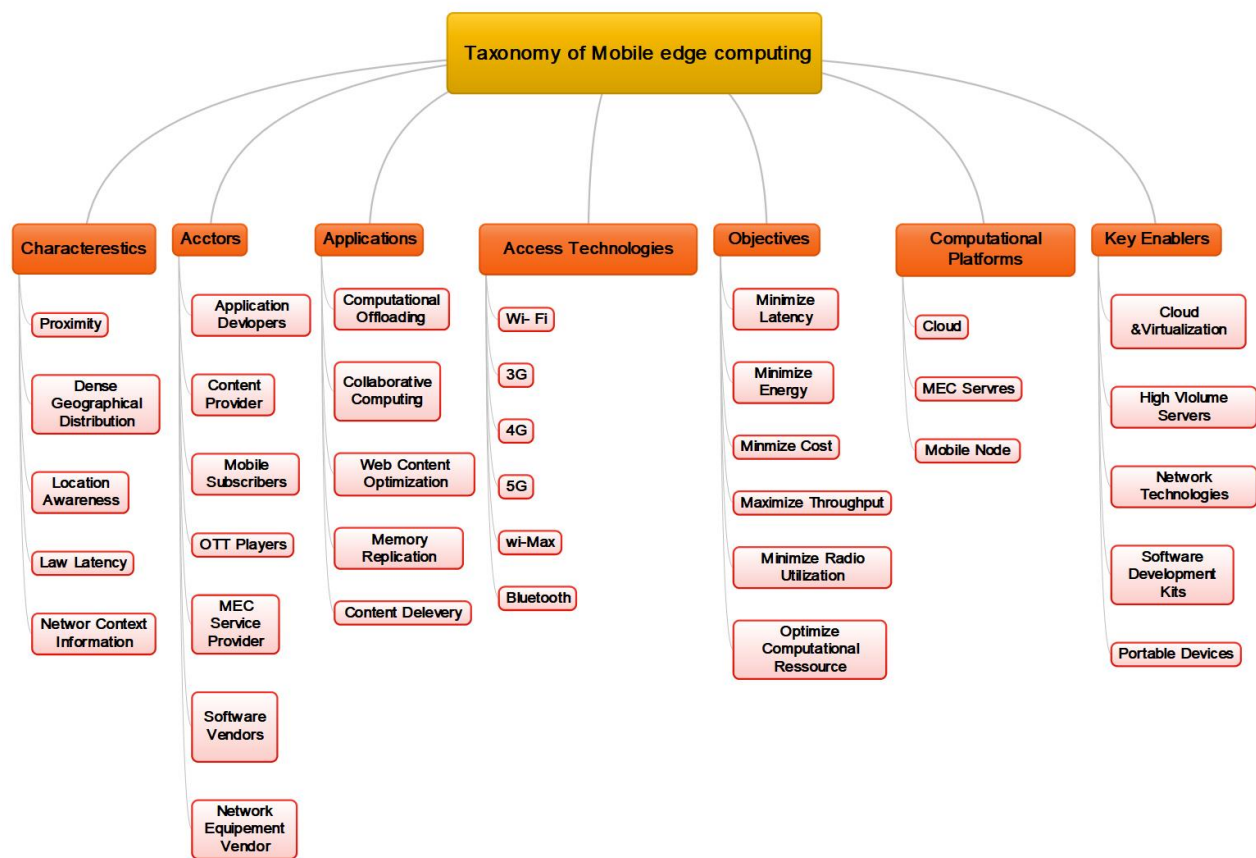 Taxonomy of Mobile edge computing
Characterestics
Proximity
Dense
Geographical
Distribution
Location
Awareness
Law Latency
Networ Context
Information
Acctors
Application
Devlopers
Content
Provider
Mobile
Subscribers
OTT Players
MEC
Service
Provider
Software
Vendors
Network
Equipement
Vendor
Applications
Computational
Offloading
Collaborative
Computing
Web Content
Optimization
Memory
Replication
Content Delevery
Access Technologies
Wi- Fi
3G
4G
5G
wi-Max
Bluetooth
Objectives
Minimize
Latency
Minimize
Energy
Minmize Cost
Maximize Throughput
Minimize Radio
Utilization
Optimize
Computational
Ressource
Computational
Platforms
Cloud
MEC Servres
Mobile Node
Key Enablers
Cloud
&Virtualization
High Vlolume
Servers
Network
Technologies
Software
Development
Kits
Portable Devices